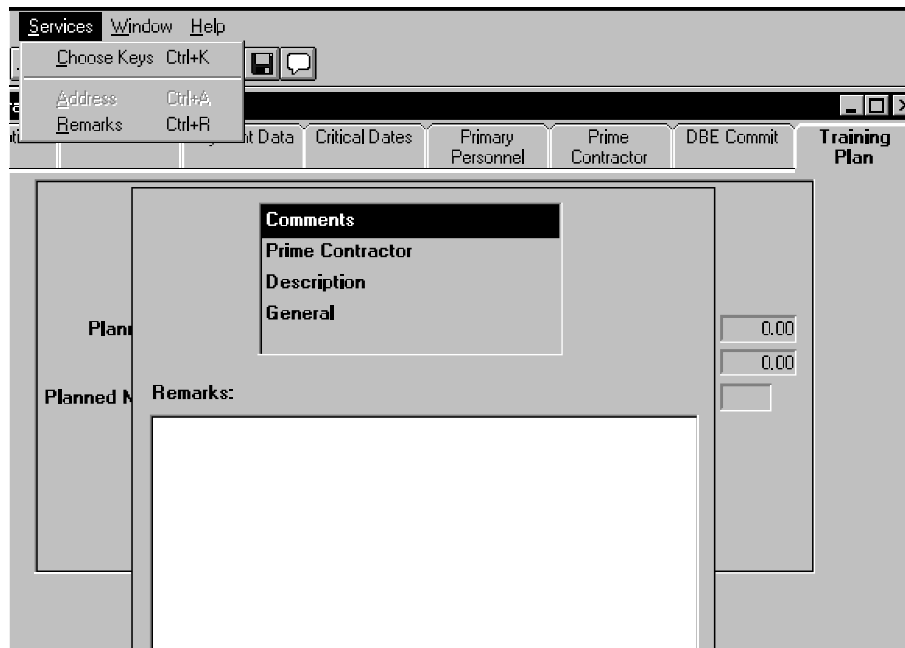 Services Window Help
Choose Keys Ctrl+K
Address Ctrl+A
Remarks Ctrl+R
Data Critical Dates Primary Personnel Prime Contractor DBE Commit Training Plan
Comments
Prime Contractor
Description
General
0.00
0.00
Planned
Remarks: